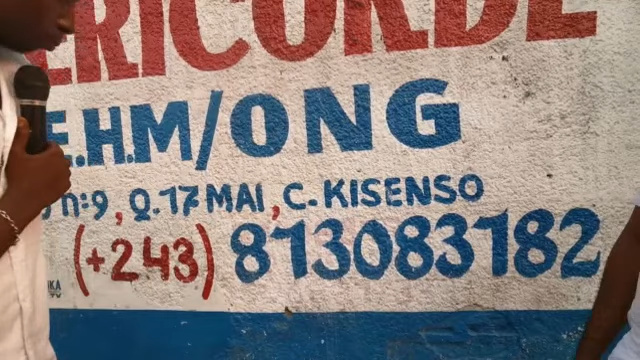 ERICORDE
E.H.M/ONG
n:9, Q.17 MAI, C.KISENSO
(+243) 813083182